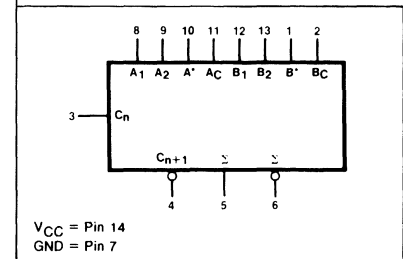 8 9 10 11 12 13 1 2
A1 A2 A* AC B1 B2 B* BC
3 Cn
Cn+1 Σ Σ
4 5 6
VCC = Pin 14
GND = Pin 7